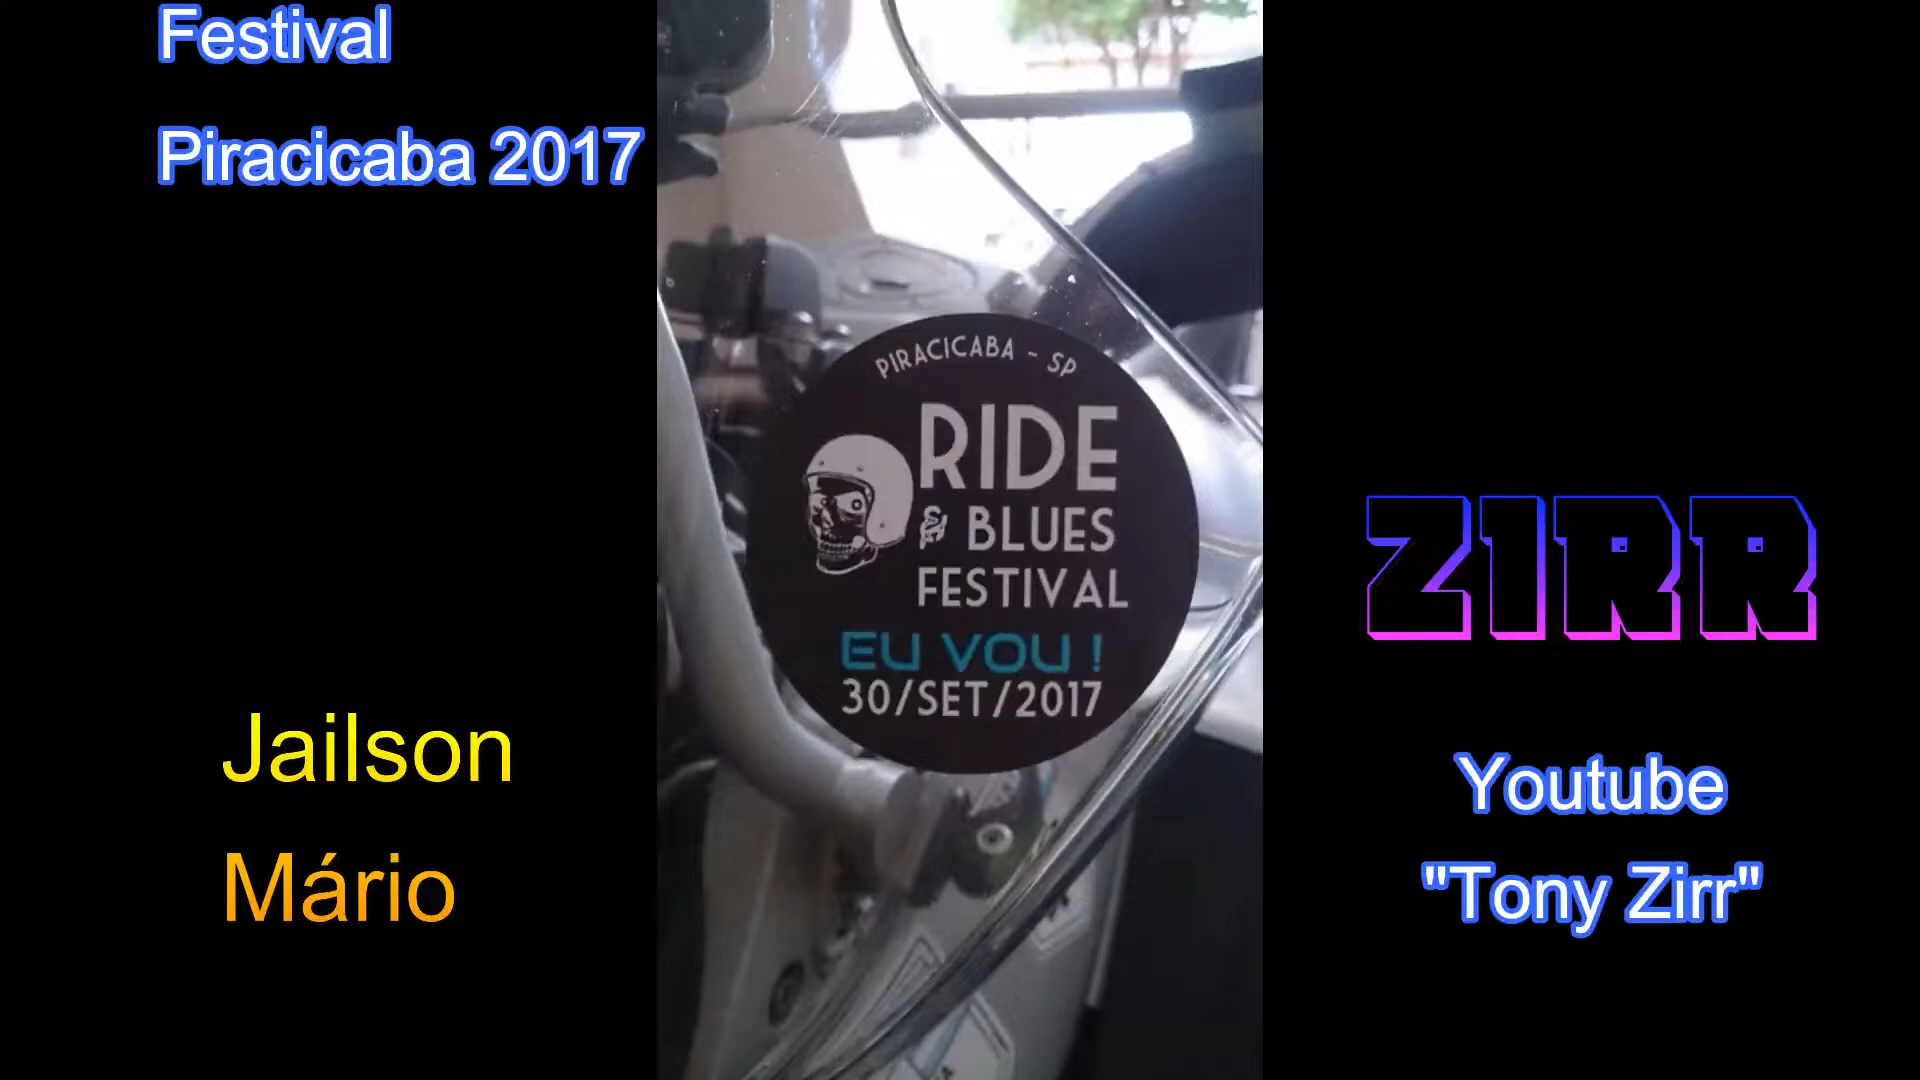 Festival
Piracicaba 2017
PIRACICABA - SP
RIDE
& BLUES
FESTIVAL
EU VOU !
30/SET/2017
Jailson
Mário
ZIRR
Youtube
"Tony Zirr"